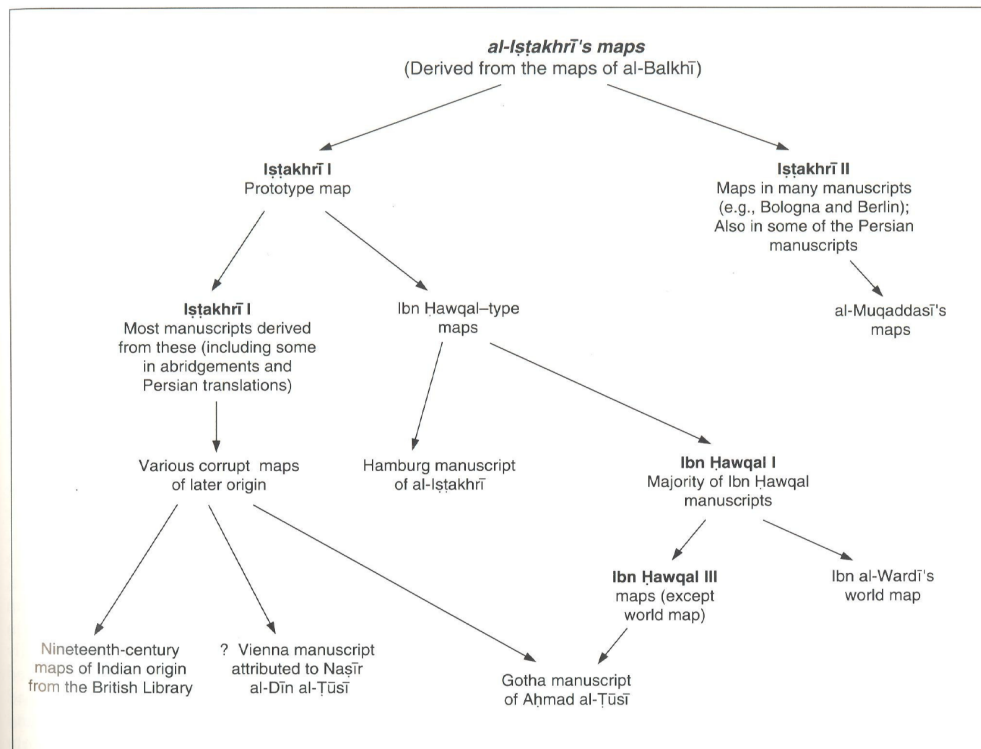 al-Iṣṭakhrī's maps
(Derived from the maps of al-Balkhī)
Iṣṭakhrī I
Prototype map
Iṣṭakhrī II
Maps in many manuscripts
(e.g., Bologna and Berlin);
Also in some of the Persian
manuscripts
Iṣṭakhrī I
Most manuscripts derived
from these (including some
in abridgements and
Persian translations)
Ibn Ḥawqal–type
maps
al-Muqaddasī's
maps
Various corrupt maps
of later origin
Hamburg manuscript
of al-Iṣṭakhrī
Ibn Ḥawqal I
Majority of Ibn Ḥawqal
manuscripts
Ibn Ḥawqal III
maps (except
world map)
Ibn al-Wardī's
world map
Nineteenth-century
maps of Indian origin
from the British Library
? Vienna manuscript
attributed to Naṣīr
al-Dīn al-Ṭūsī
Gotha manuscript
of Aḥmad al-Ṭūsī